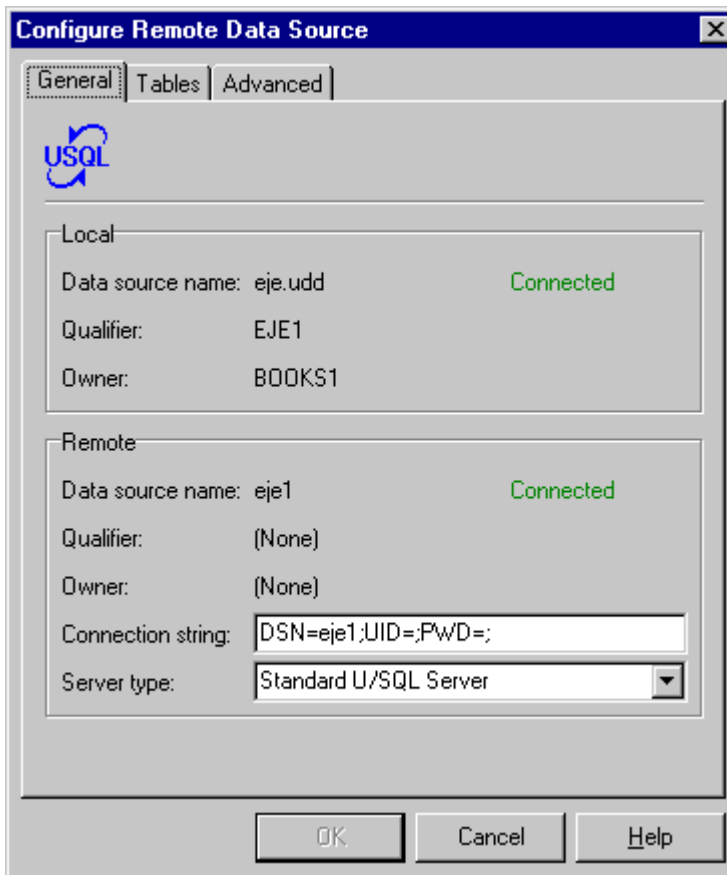 Configure Remote Data Source
General Tables Advanced
USQL
Local
Data source name: eje.udd Connected
Qualifier: EJE1
Owner: BOOKS1
Remote
Data source name: eje1 Connected
Qualifier: (None)
Owner: (None)
Connection string: DSN=eje1;UID=;PWD=;
Server type: Standard U/SQL Server
OK Cancel Help